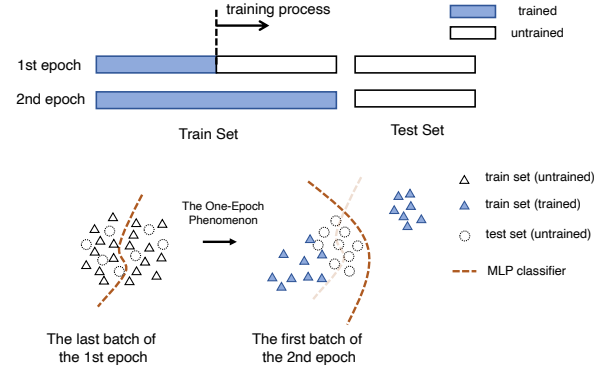 training process
trained
untrained
1st epoch
2nd epoch
Train Set
Test Set
The One-Epoch
Phenomenon
train set (untrained)
train set (trained)
test set (untrained)
MLP classifier
The last batch of
the 1st epoch
The first batch of
the 2nd epoch